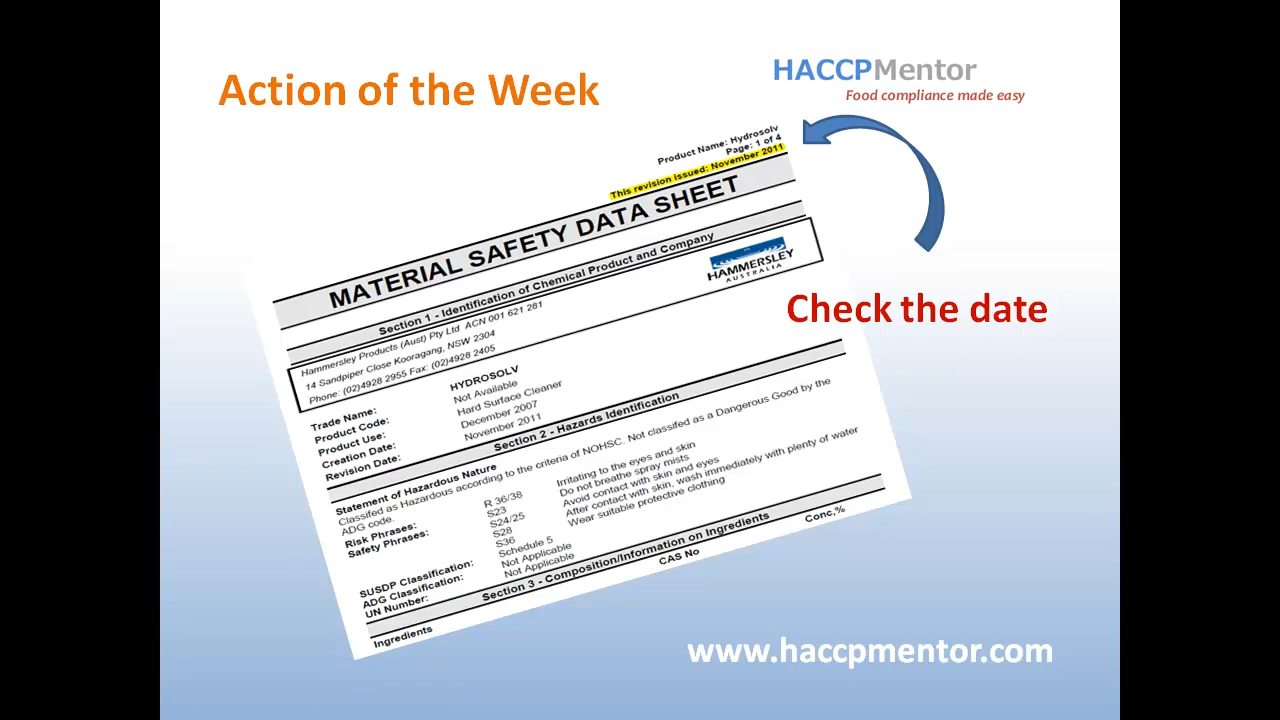 Action of the Week
HACCPMentor
Food compliance made easy
Product Name: Hydrosolv
Page: 1 of 4
This revision issued: November 2011
MATERIAL SAFETY DATA SHEET
Section 1 - Identification of Chemical Product and Company
Hammersley Products (Aust) Pty Ltd ACN 001 621 281
14 Sandpiper Close Kooragang, NSW 2304
Phone: (02)4928 2955 Fax: (02)4928 2405
HAMMERSLEY
AUSTRALIA
Check the date
Trade Name: HYDROSOLV
Product Code: Not Available
Product Use: Hard Surface Cleaner
Creation Date: December 2007
Revision Date: November 2011
Section 2 - Hazards Identification
Statement of Hazardous Nature
Classifed as Hazardous according to the criteria of NOHSC. Not classifed as a Dangerous Good by the
ADG code.
Risk Phrases: R 36/38 Irritating to the eyes and skin
Safety Phrases: S23 Do not breathe spray mists
S24/25 Avoid contact with skin and eyes
S28 After contact with skin, wash immediately with plenty of water
S36 Wear suitable protective clothing
SUSDP Classification: Schedule 5
ADG Classification: Not Applicable
UN Number: Not Applicable
Section 3 - Composition/Information on Ingredients
Ingredients CAS No Conc,%
www.haccpmentor.com